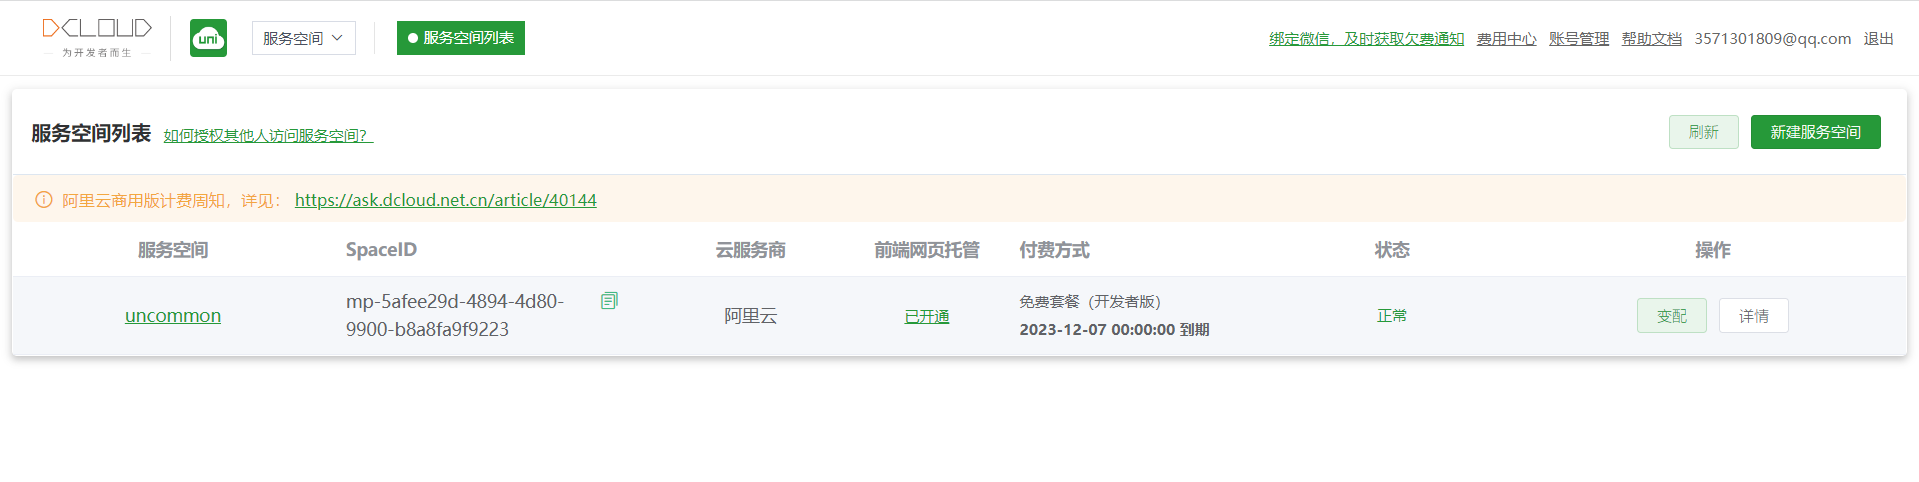 DCLOUD
为开发者而生
uni
服务空间
服务空间列表
绑定微信，及时获取欠费通知 费用中心 账号管理 帮助文档 3571301809@qq.com 退出
服务空间列表 如何授权其他人访问服务空间？
刷新 新建服务空间
阿里云商用版计费周知，详见： https://ask.dcloud.net.cn/article/40144
服务空间 SpaceID 云服务商 前端网页托管 付费方式 状态 操作
uncommon
mp-5afee29d-4894-4d80-
9900-b8a8fa9f9223
阿里云
已开通
免费套餐（开发者版）
2023-12-07 00:00:00 到期
正常
变配 详情